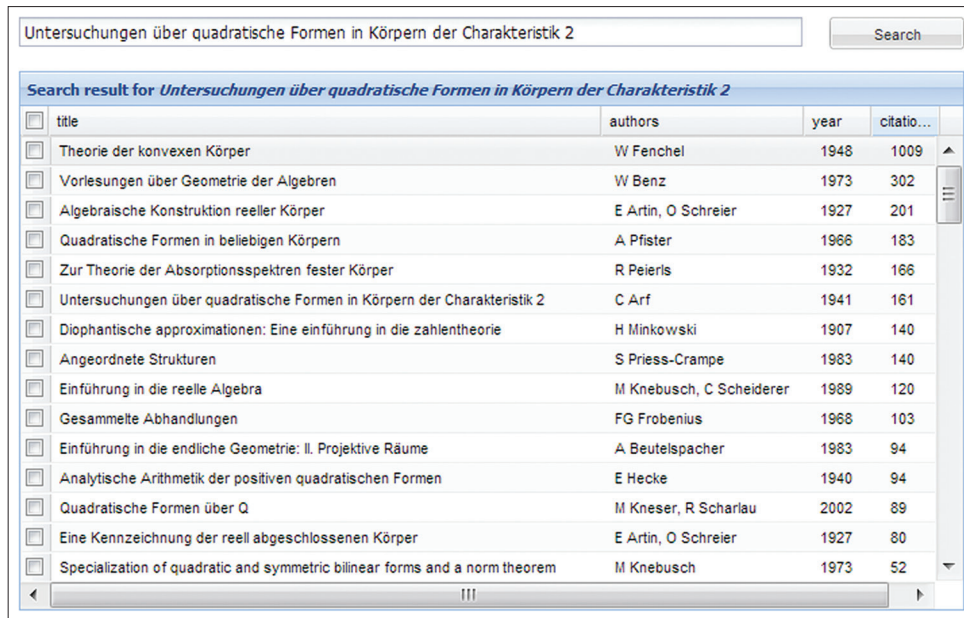 Untersuchungen über quadratische Formen in Körpern der Charakteristik 2 Search
Search result for Untersuchungen über quadratische Formen in Körpern der Charakteristik 2
title authors year citatio...
Theorie der konvexen Körper W Fenchel 1948 1009
Vorlesungen über Geometrie der Algebren W Benz 1973 302
Algebraische Konstruktion reeller Körper E Artin, O Schreier 1927 201
Quadratische Formen in beliebigen Körpern A Pfister 1966 183
Zur Theorie der Absorptionsspektren fester Körper R Peierls 1932 166
Untersuchungen über quadratische Formen in Körpern der Charakteristik 2 C Arf 1941 161
Diophantische approximationen: Eine einführung in die zahlentheorie H Minkowski 1907 140
Angeordnete Strukturen S Priess-Crampe 1983 140
Einführung in die reelle Algebra M Knebusch, C Scheiderer 1989 120
Gesammelte Abhandlungen FG Frobenius 1968 103
Einführung in die endliche Geometrie: II. Projektive Räume A Beutelspacher 1983 94
Analytische Arithmetik der positiven quadratischen Formen E Hecke 1940 94
Quadratische Formen über Q M Kneser, R Scharlau 2002 89
Eine Kennzeichnung der reell abgeschlossenen Körper E Artin, O Schreier 1927 80
Specialization of quadratic and symmetric bilinear forms and a norm theorem M Knebusch 1973 52